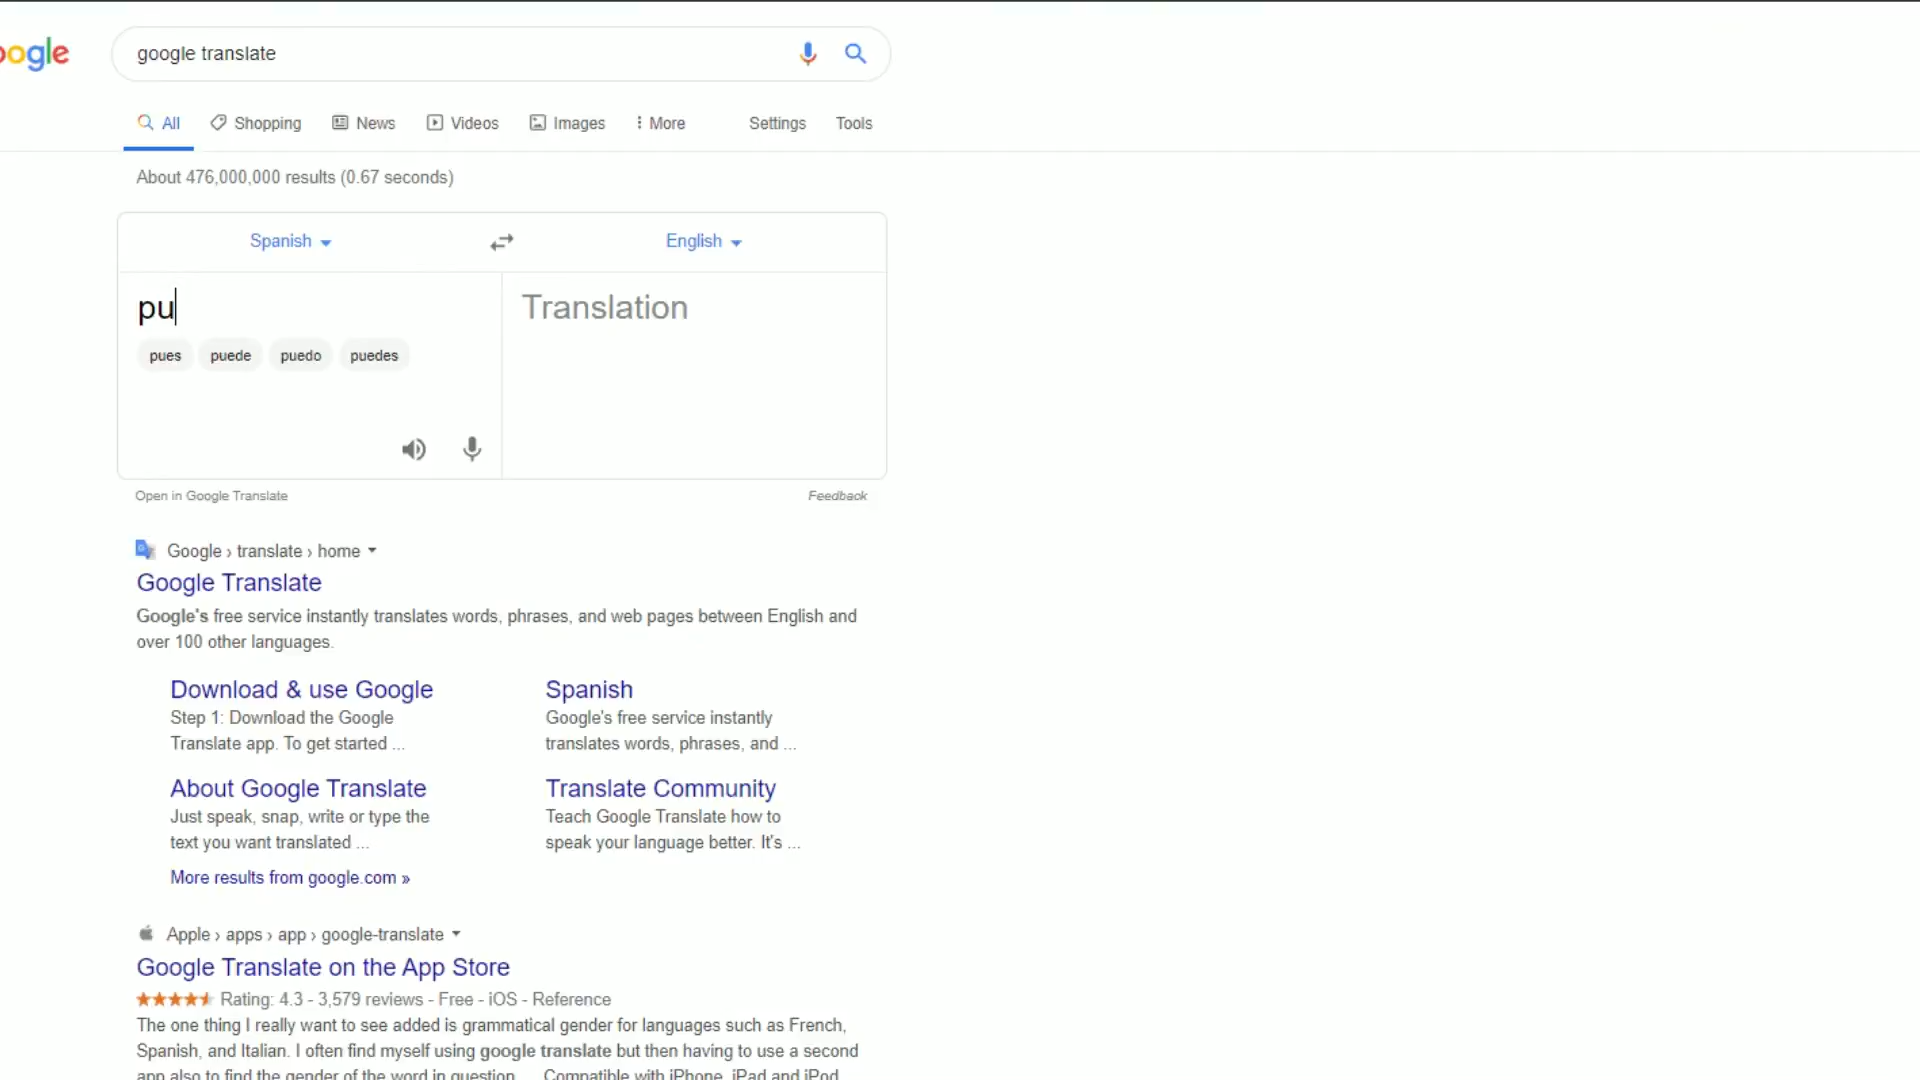 oogle
google translate
All Shopping News Videos Images More Settings Tools
About 476,000,000 results (0.67 seconds)
Spanish English
pu Translation
pues puede puedo puedes
Open in Google Translate Feedback
Google › translate › home
Google Translate
Google's free service instantly translates words, phrases, and web pages between English and
over 100 other languages.
Download & use Google
Step 1: Download the Google
Translate app. To get started ...
Spanish
Google's free service instantly
translates words, phrases, and ...
About Google Translate
Just speak, snap, write or type the
text you want translated ...
Translate Community
Teach Google Translate how to
speak your language better. It's ...
More results from google.com »
Apple › apps › app › google-translate
Google Translate on the App Store
Rating: 4.3 - 3,579 reviews - Free - iOS - Reference
The one thing I really want to see added is grammatical gender for languages such as French,
Spanish, and Italian. I often find myself using google translate but then having to use a second
app also to find the gender of the word in question ... Compatible with iPhone, iPad and iPod